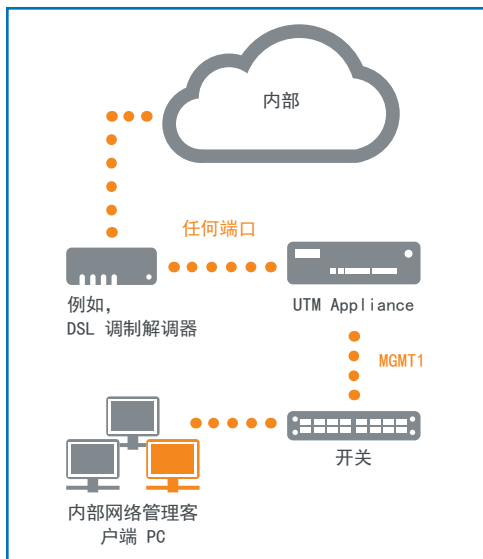 内部
任何端口
例如,
DSL 调制解调器
UTM Appliance
MGMT1
开关
内部网络管理客
户端 PC